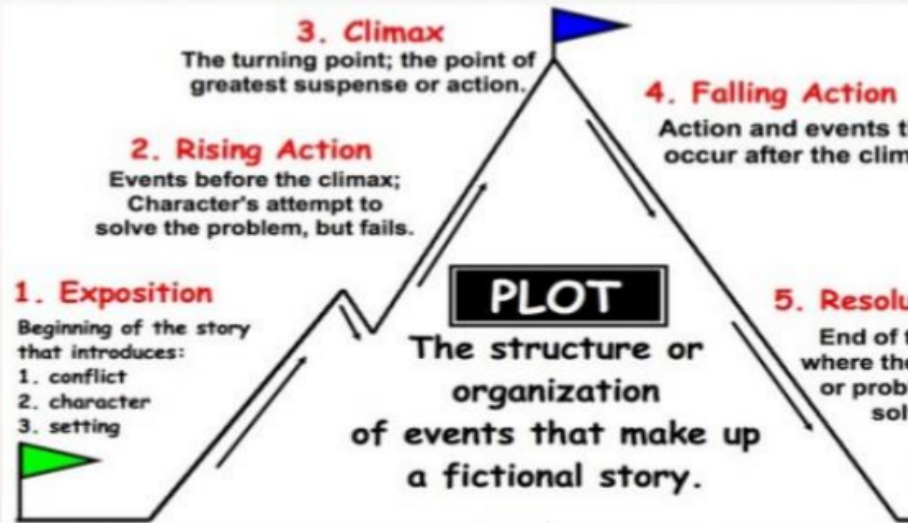 3. Climax
The turning point; the point of
greatest suspense or action.
4. Falling Action
Action and events
occur after the
2. Rising Action
Events before the climax;
Character's attempt to
solve the problem, but fails.
1. Exposition
Beginning of the story
that introduces:
1. conflict
2. character
3. setting
PLOT
The structure or
organization
of events that make up
a fictional story.
5.
End of
where
or